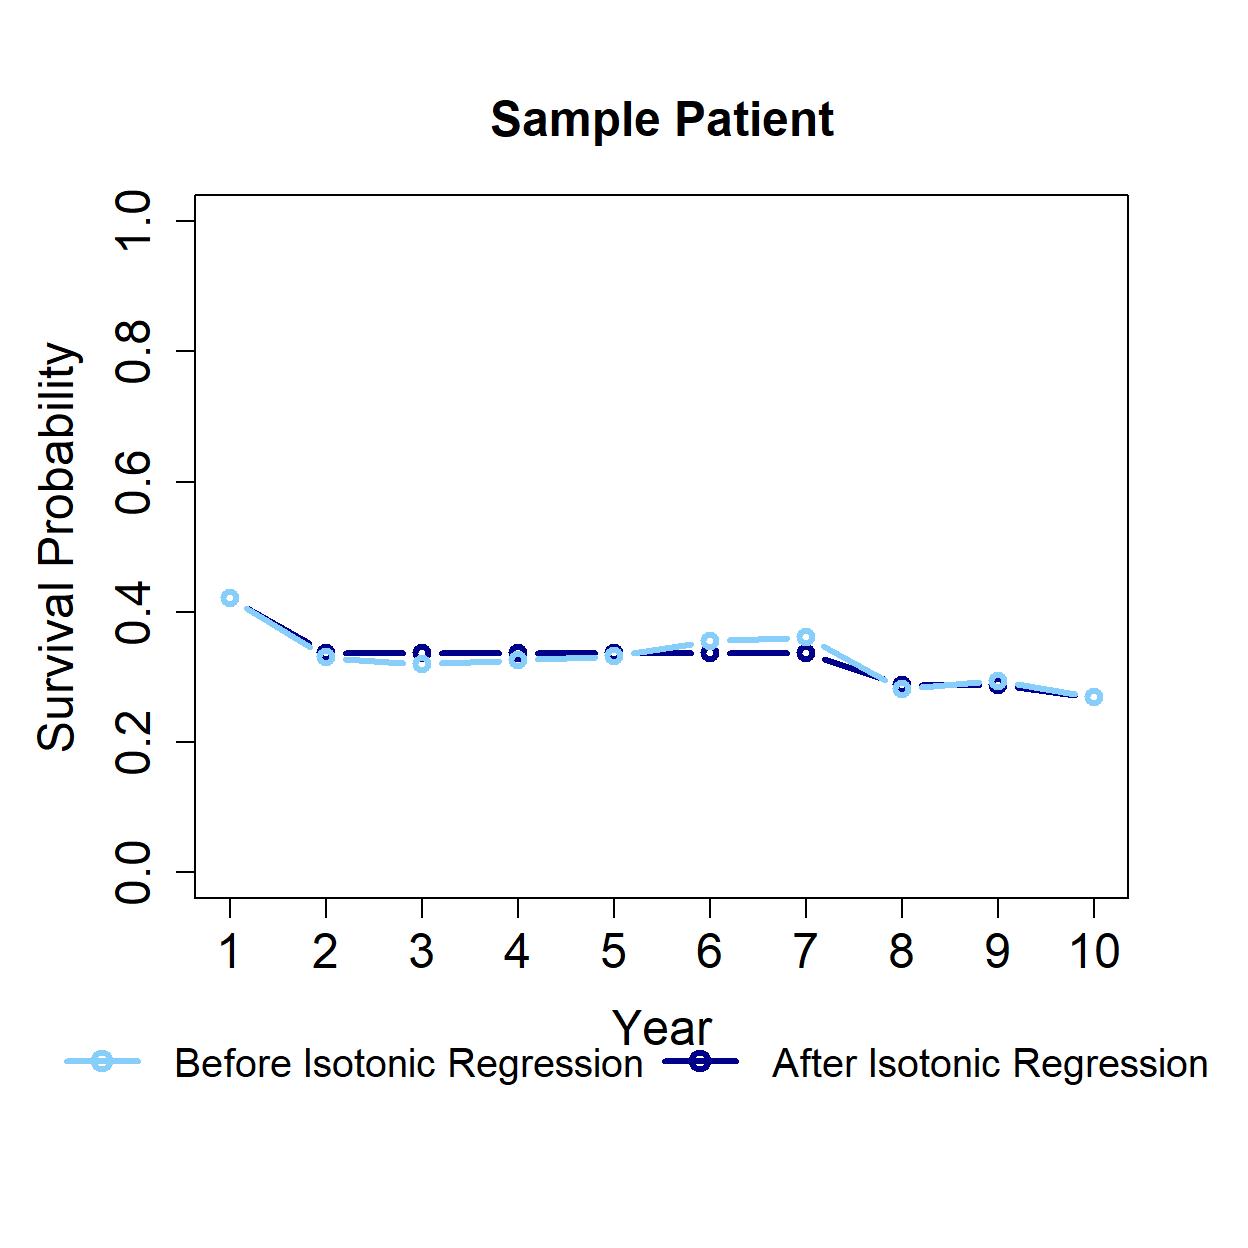 Sample Patient
Survival Probability
1.0
0.8
0.6
0.4
0.2
0.0
1 2 3 4 5 6 7 8 9 10
Year
Before Isotonic Regression After Isotonic Regression